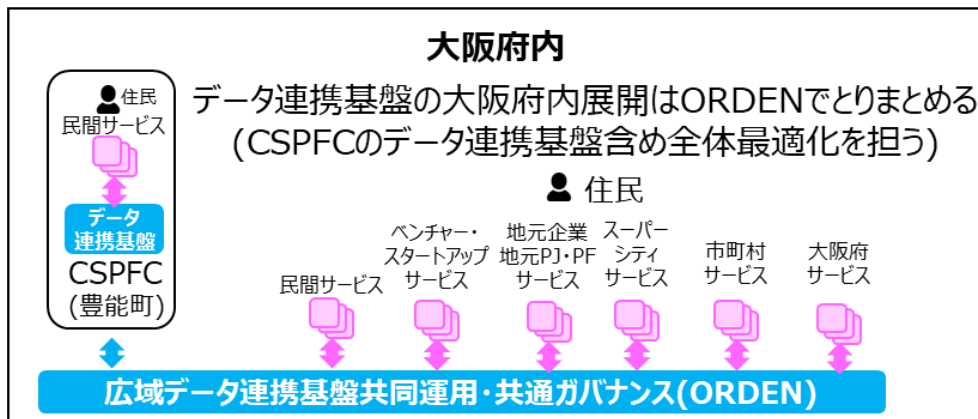 大阪府内
データ連携基盤の大阪府内展開はORDENでとりまとめる
(CSPFCのデータ連携基盤含め全体最適化を担う)
住民
民間サービス
データ
連携基盤
CSPFC
(豊能町)
住民
民間サービス
ベンチャー・
スタートアップ
サービス
地元企業
地元PJ・PF
サービス
スーパー
シティ
サービス
市町村
サービス
大阪府
サービス
広域データ連携基盤共同運用・共通ガバナンス(ORDEN)